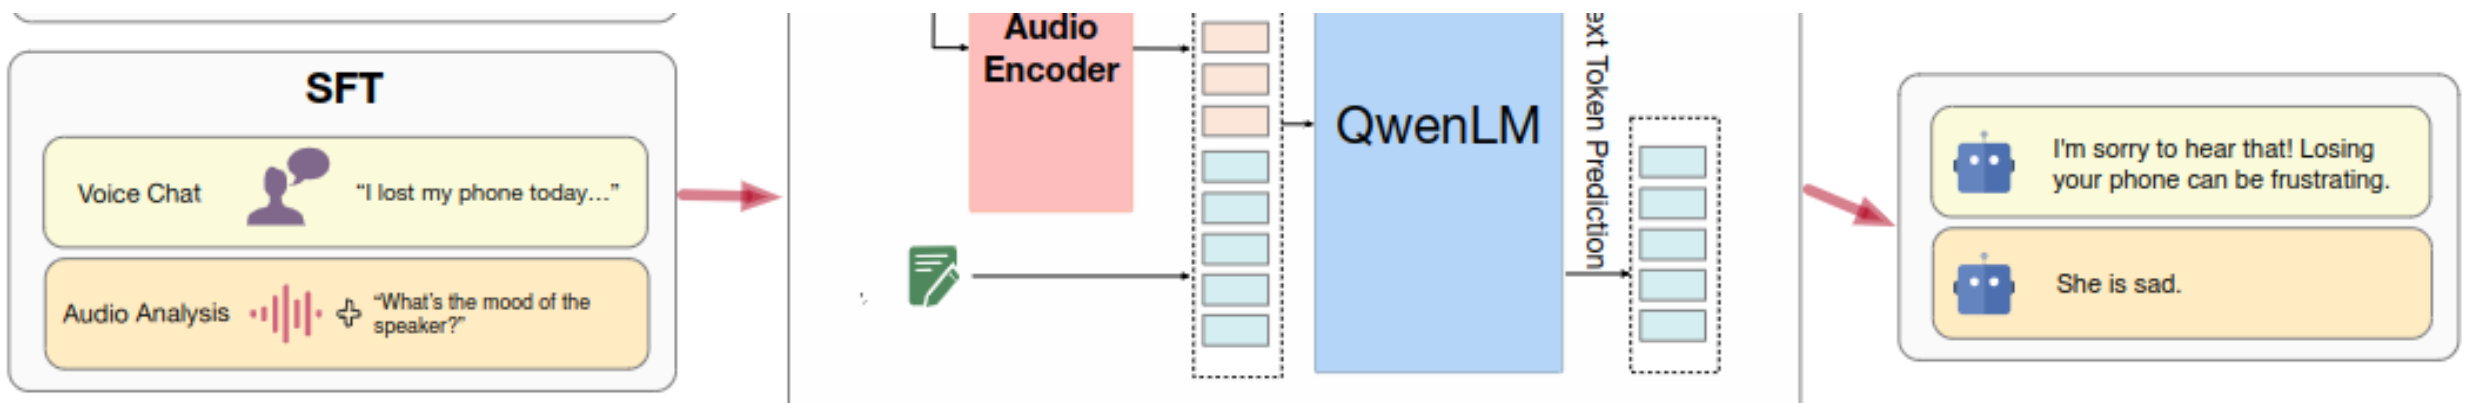 SFT
Voice Chat
“I lost my phone today...”
Audio Analysis
“What's the mood of the
speaker?”
Audio
Encoder
QwenLM
Token Prediction
I'm sorry to hear that! Losing
your phone can be frustrating.
She is sad.